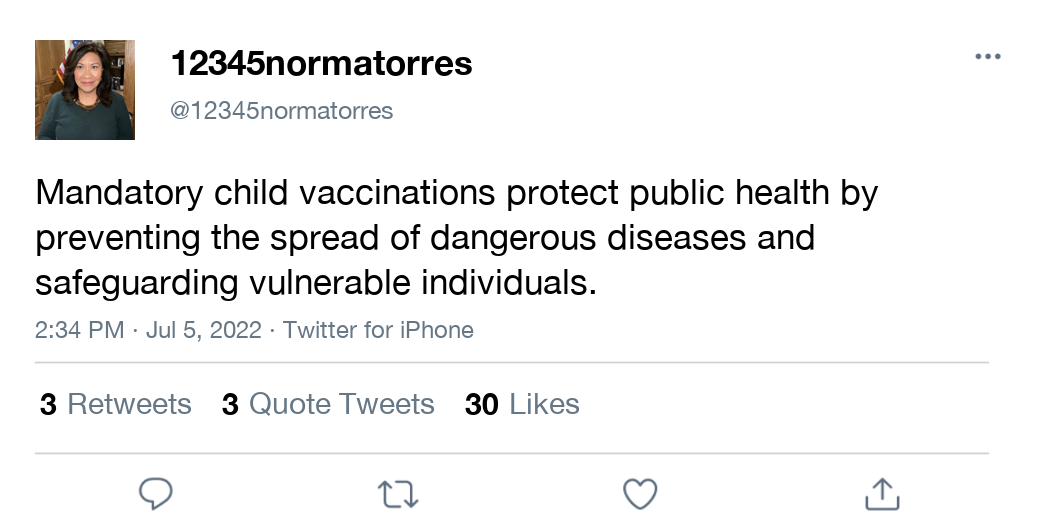 12345normatorres
@12345normatorres
Mandatory child vaccinations protect public health by
preventing the spread of dangerous diseases and
safeguarding vulnerable individuals.
2:34 PM · Jul 5, 2022 · Twitter for iPhone
3 Retweets 3 Quote Tweets 30 Likes